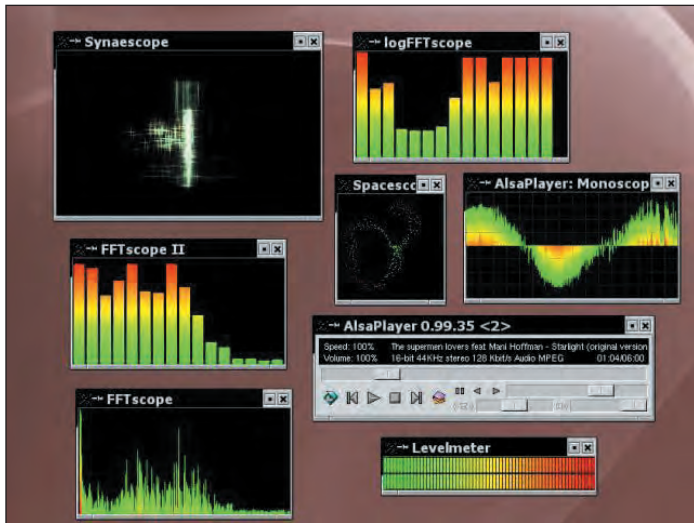 Synaescope
logFFTscope
Spacesco
AlsaPlayer: Monoscop
FFTscope II
AlsaPlayer 0.99.35 <2>
Speed: 100% The supermen lovers feat Mani Hoffman - Starlight (original version
Volume: 100% 16-bit 44KHz stereo 128 Kbit/s Audio MPEG 01:04/06:00
FFTscope
Levelmeter